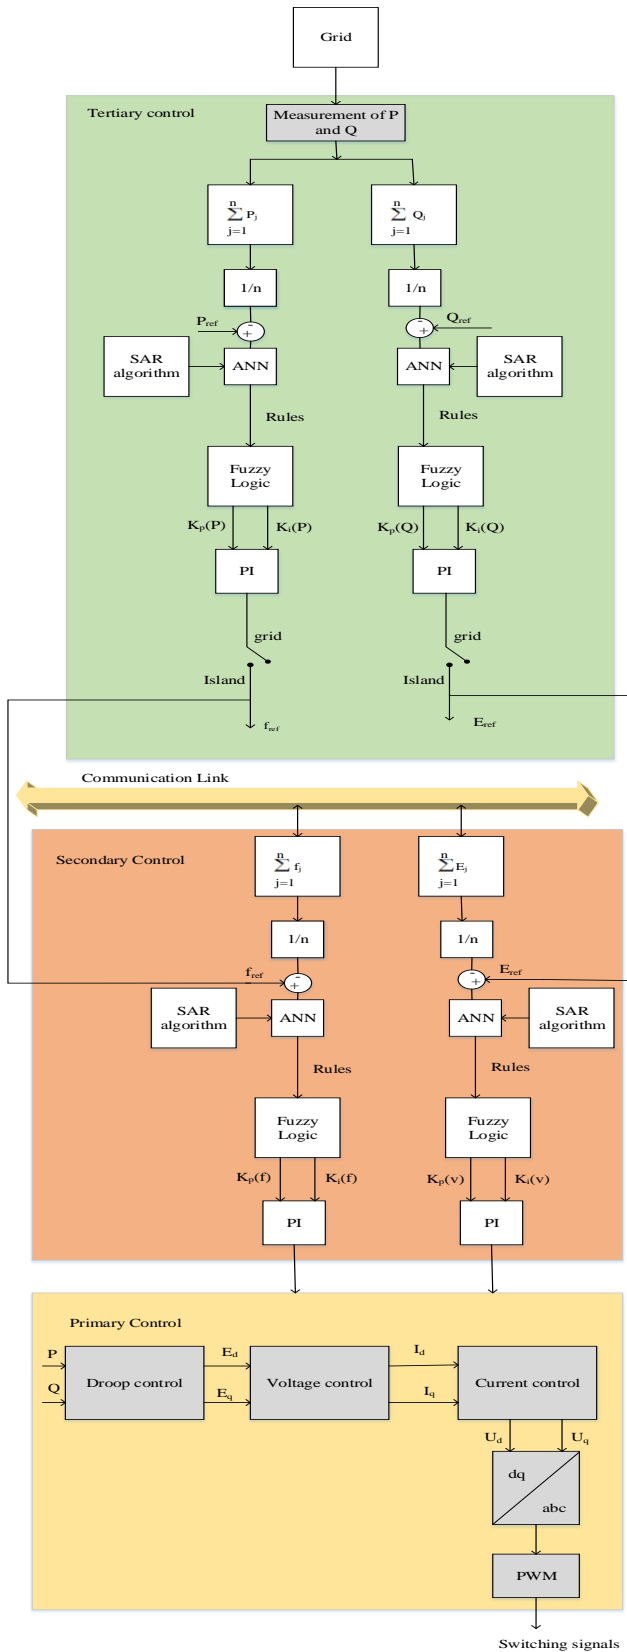 Grid
Tertiary control
Measurement of P
and Q
n
∑ Pj
j=1
n
∑ Qj
j=1
1/n
1/n
Pref
-
+
-
+
Qref
SAR
algorithm
ANN
ANN
SAR
algorithm
Rules
Rules
Fuzzy
Logic
Fuzzy
Logic
Kp(P)
Ki(P)
Kp(Q)
Ki(Q)
PI
PI
grid
grid
Island
Island
fref
Eref
Communication Link
Secondary Control
n
∑ fj
j=1
n
∑Ej
j=1
1/n
1/n
fref
-
+
-
+
Eref
SAR
algorithm
ANN
ANN
SAR
algorithm
Rules
Rules
Fuzzy
Logic
Fuzzy
Logic
Kp(f)
Ki(f)
Kp(v)
Ki(v)
PI
PI
Primary Control
P
Q
Droop control
Ed
Eq
Voltage control
Id
Iq
Current control
Ud
Uq
dq
abc
PWM
Switching signals